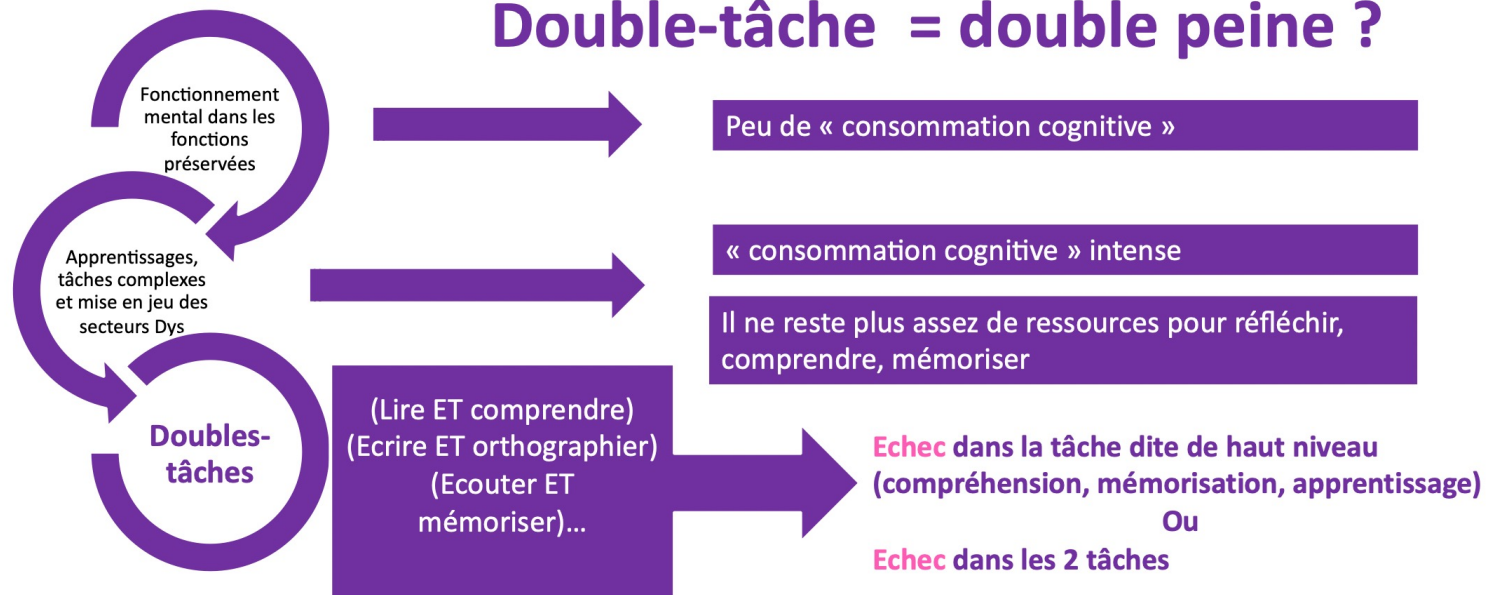 Double-tâche = double peine ?
Fonctionnement
mental dans les
fonctions
préservées
Peu de « consommation cognitive »
Apprentissages,
tâches complexes
et mise en jeu des
secteurs Dys
« consommation cognitive » intense
Il ne reste plus assez de ressources pour réfléchir,
comprendre, mémoriser
Doubles-
tâches
(Lire ET comprendre)
(Ecrire ET orthographier)
(Ecouter ET
mémoriser)...
Echec dans la tâche dite de haut niveau
(compréhension, mémorisation, apprentissage)
Ou
Echec dans les 2 tâches